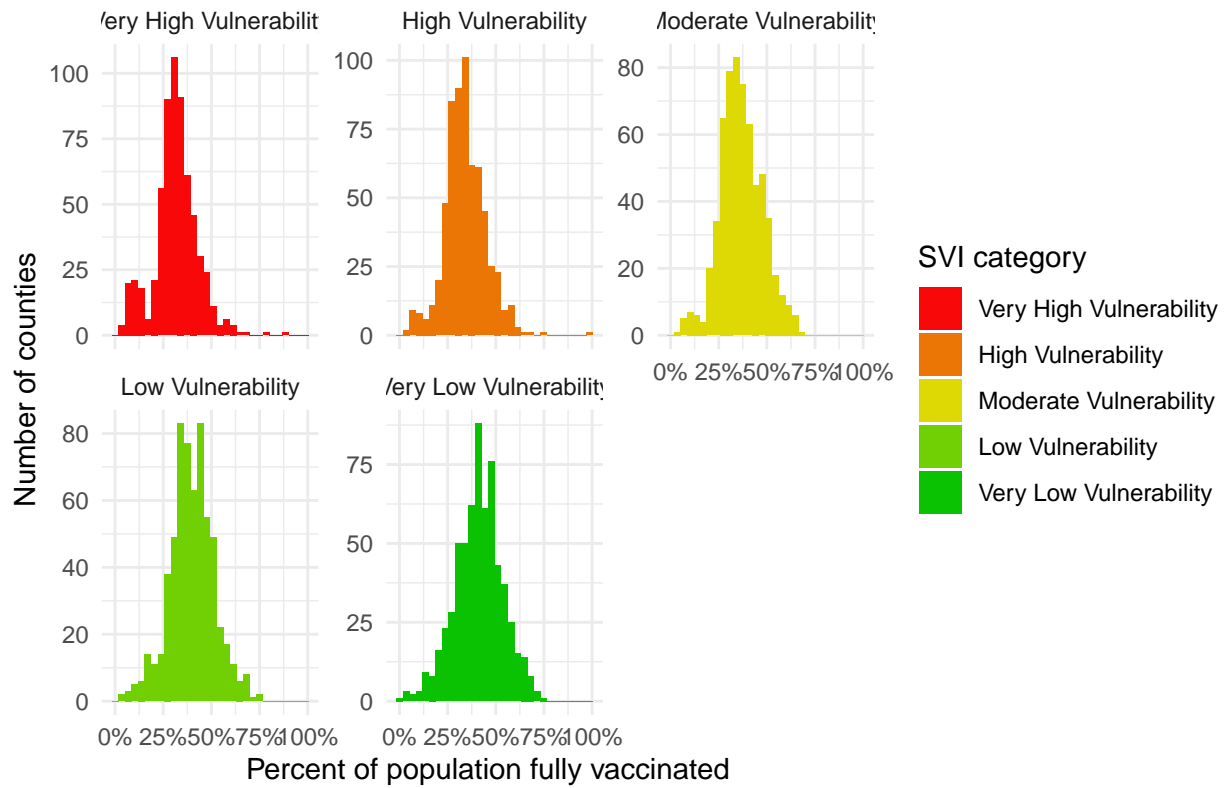 Very High Vulnerabilit
High Vulnerability
Moderate Vulnerability
100
75
50
25
0
100
75
50
25
0
80
60
40
20
0
0% 25% 50% 75% 100%
Low Vulnerability
Very Low Vulnerability
80
60
40
20
0
75
50
25
0
0% 25% 50% 75% 100%
0% 25% 50% 75% 100%
Number of counties
Percent of population fully vaccinated
SVI category
Very High Vulnerability
High Vulnerability
Moderate Vulnerability
Low Vulnerability
Very Low Vulnerability